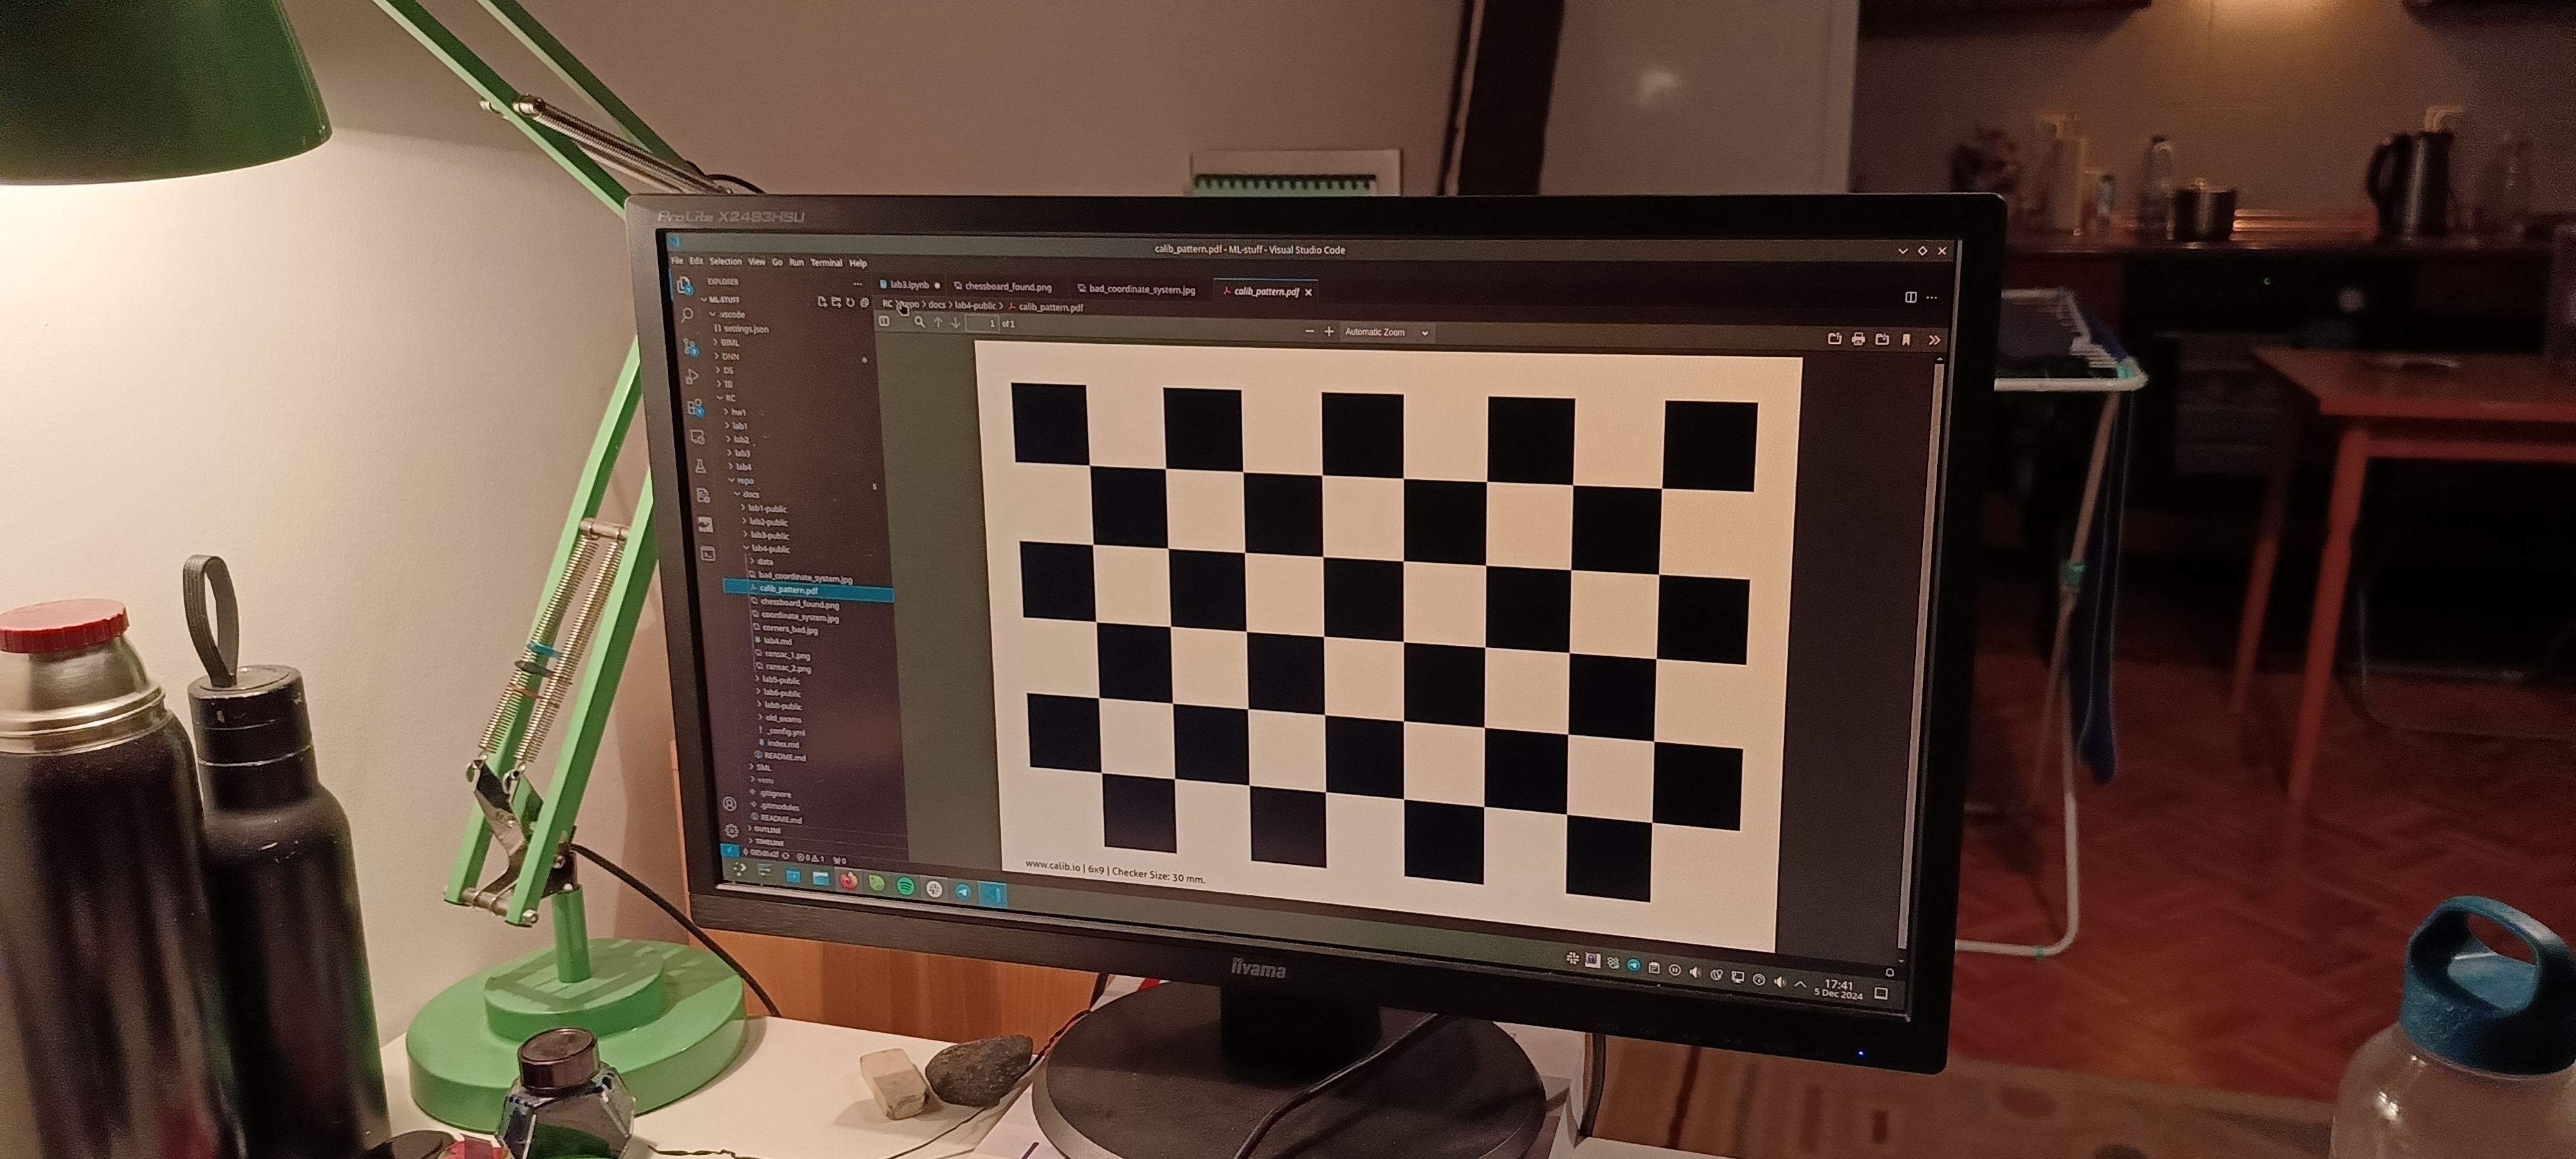 ProLite X2483HSU
calib_pattern.pdf - ML-stuff - Visual Studio Code
File Edit Selection View Go Run Terminal Help
EXPLORER
lab3.ipynb
chessboard_found.png
bad_coordinate_system.jpg
calib_pattern.pdf
ML-STUFF
RC > repo > docs > lab4-public > calib_pattern.pdf
1 of 1
Automatic Zoom
.vscode
settings.json
BIML
DNN
DS
RC
hw1
lab1
lab2
lab3
lab4
repo
docs
lab1-public
lab2-public
lab3-public
lab4-public
data
bad_coordinate_system.jpg
calib_pattern.pdf
chessboard_found.png
coordinate_system.jpg
corners_bad.jpg
lab4.md
ransac_1.png
ransac_2.png
lab5-public
lab6-public
old_exams
_config.yml
index.md
README.md
SML
venv
.gitignore
.gitmodules
README.md
OUTLINE
TIMELINE
www.calib.io | 6x9 | Checker Size: 30 mm.
17:41
5 Dec 2024
iiyama